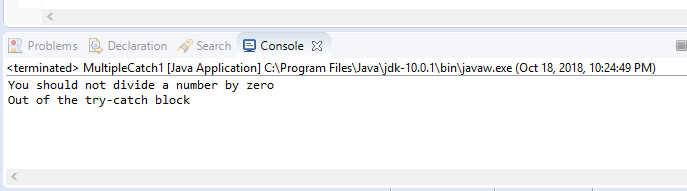 Problems Declaration Search Console
<terminated> MultipleCatch1 [Java Application] C:\Program Files\Java\jdk-10.0.1\bin\javaw.exe (Oct 18, 2018, 10:24:49 PM)
You should not divide a number by zero
Out of the try-catch block